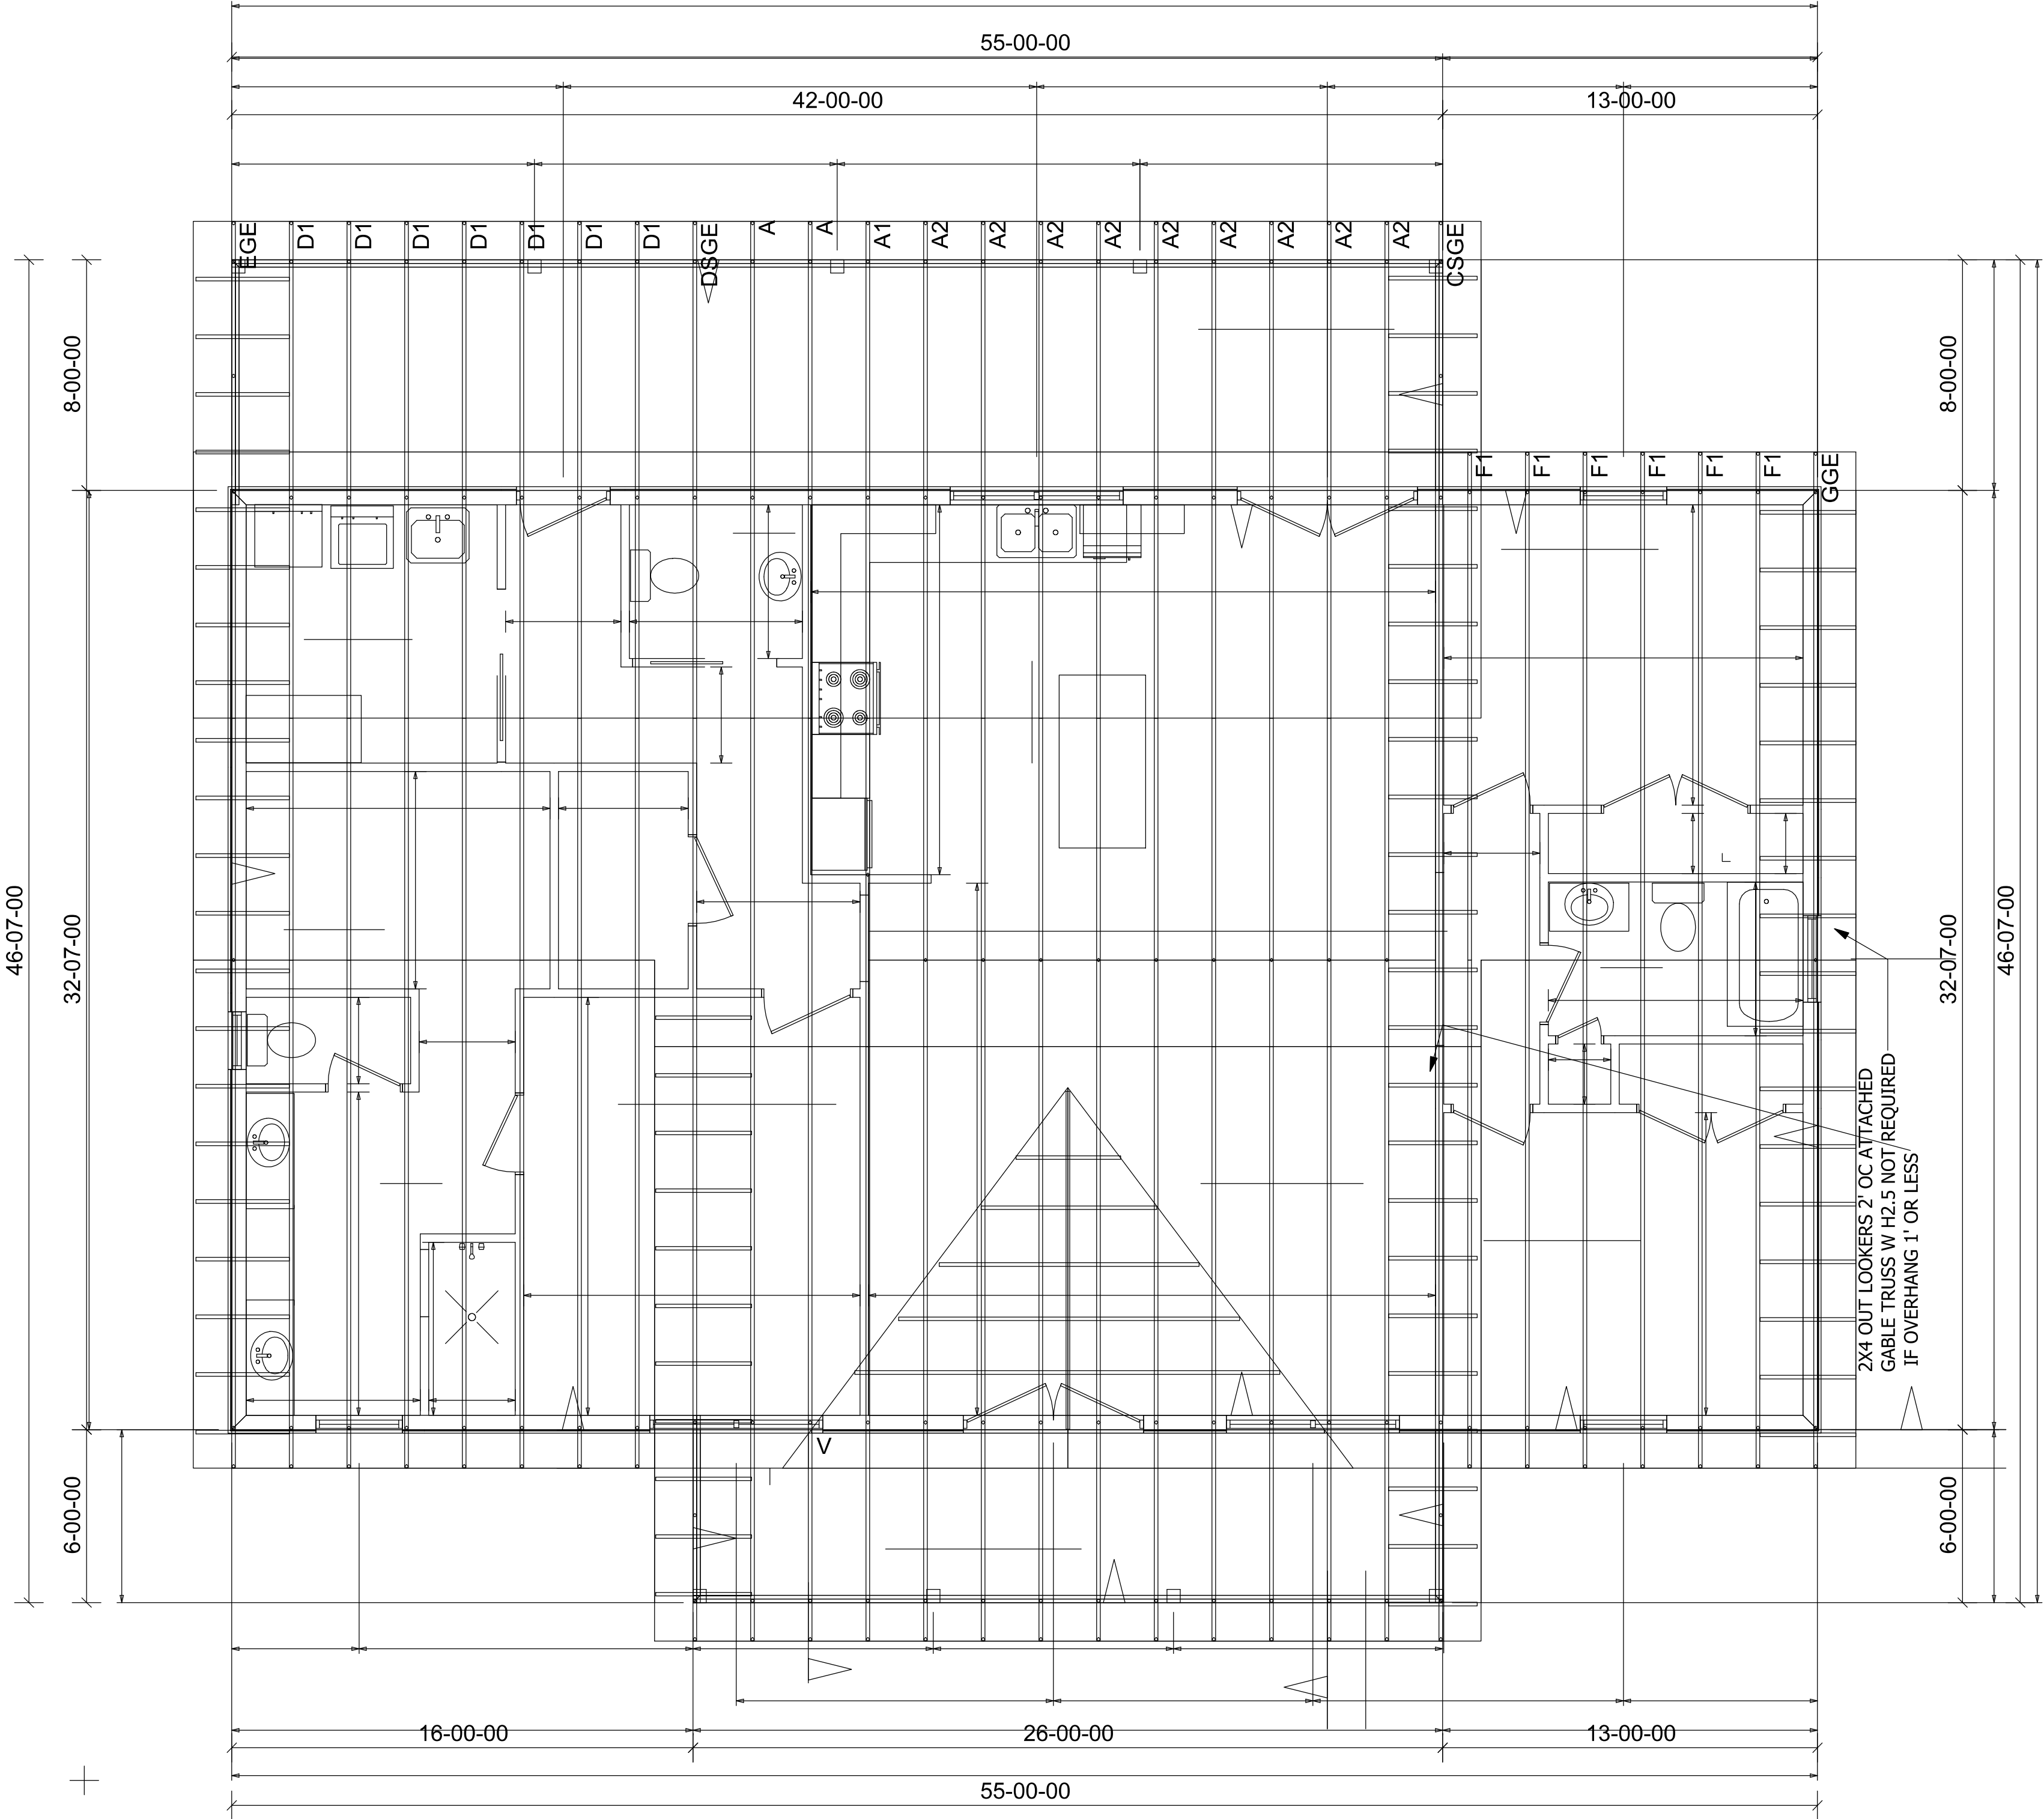 55-00-00
42-00-00
13-00-00
EGE
D1
D1
D1
D1
D1
D1
D1
DSGE
A
A
A1
A2
A2
A2
A2
A2
A2
A2
A2
A2
CSGE
F1
F1
F1
F1
F1
F1
GGE
8-00-00
8-00-00
46-07-00
32-07-00
32-07-00
46-07-00
2X4 OUT LOOKERS 2' OC ATTACHED
GABLE TRUSS W H2.5 NOT REQUIRED
IF OVERHANG 1' OR LESS
V
6-00-00
6-00-00
16-00-00
26-00-00
13-00-00
55-00-00